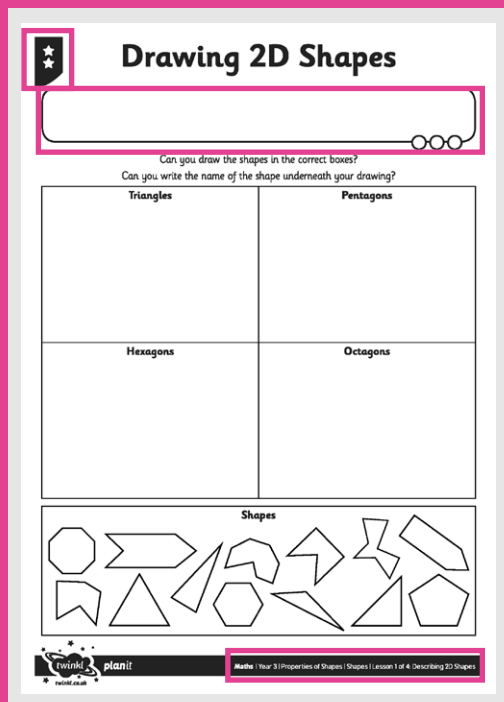 Drawing 2D Shapes
Can you draw the shapes in the correct boxes?
Can you write the name of the shape underneath your drawing?
Triangles
Pentagons
Hexagons
Octagons
Shapes
twinkl planit
twinkl.co.uk
Maths | Year 3 | Properties of Shapes | Shapes | Lesson 1 of 4: Describing 2D Shapes